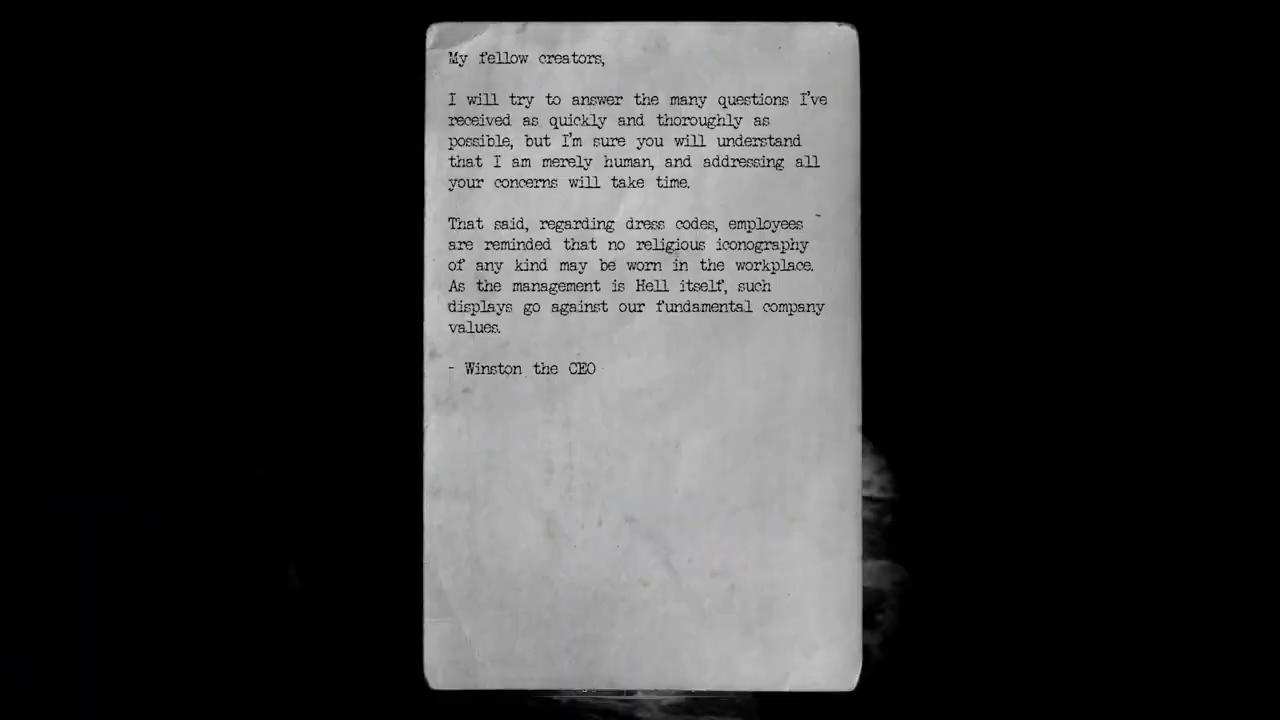 My fellow creators,
I will try to answer the many questions I've
received as quickly and thoroughly as
possible, but I'm sure you will understand
that I am merely human, and addressing all
your concerns will take time.
That said, regarding dress codes, employees
are reminded that no religious iconography
of any kind may be worn in the workplace.
As the management is Hell itself, such
displays go against our fundamental company
values.
- Winston the CEO